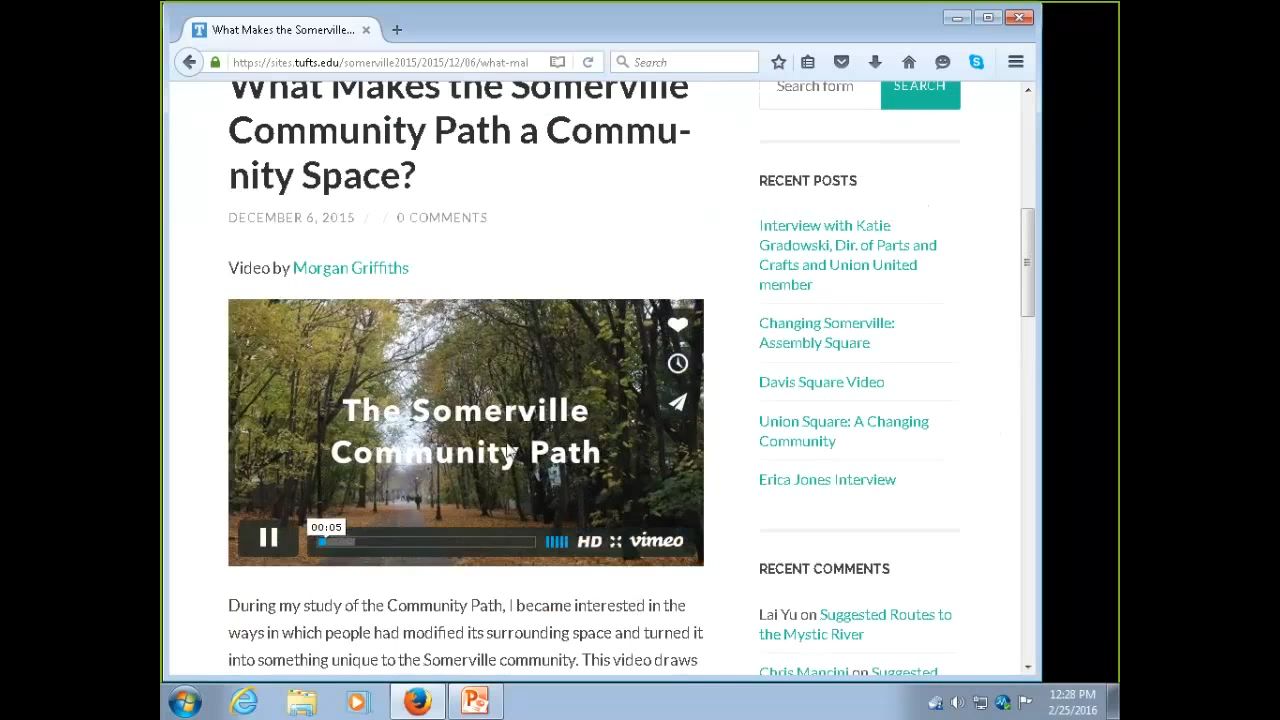 What Makes the Somerville...
https://sites.tufts.edu/somerville2015/2015/12/06/what-mal
Search
What Makes the Somerville
Community Path a Commu-
nity Space?
DECEMBER 6, 2015 / / 0 COMMENTS
Video by Morgan Griffiths
The Somerville
Community Path
00:05
HD vimeo
During my study of the Community Path, I became interested in the
ways in which people had modified its surrounding space and turned it
into something unique to the Somerville community. This video draws
Search form
SEARCH
RECENT POSTS
Interview with Katie
Gradowski, Dir. of Parts and
Crafts and Union United
member
Changing Somerville:
Assembly Square
Davis Square Video
Union Square: A Changing
Community
Erica Jones Interview
RECENT COMMENTS
Lai Yu on Suggested Routes to
the Mystic River
Chris Mancini on Suggested
12:28 PM
2/25/2016